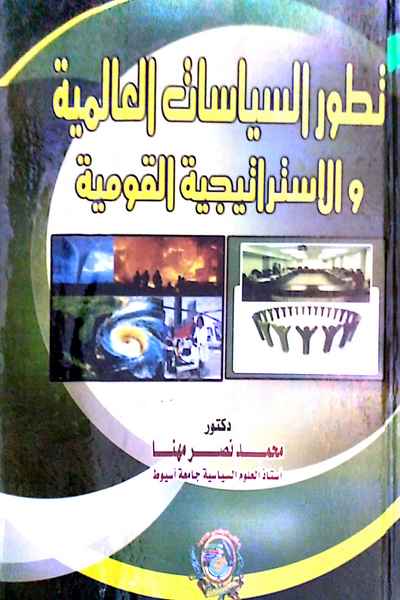 تطور السياسات العالمية
و الاستراتيجية القومية
دكتور
محمد نصر مهنا
أستاذ العلوم السياسية جامعة أسيوط